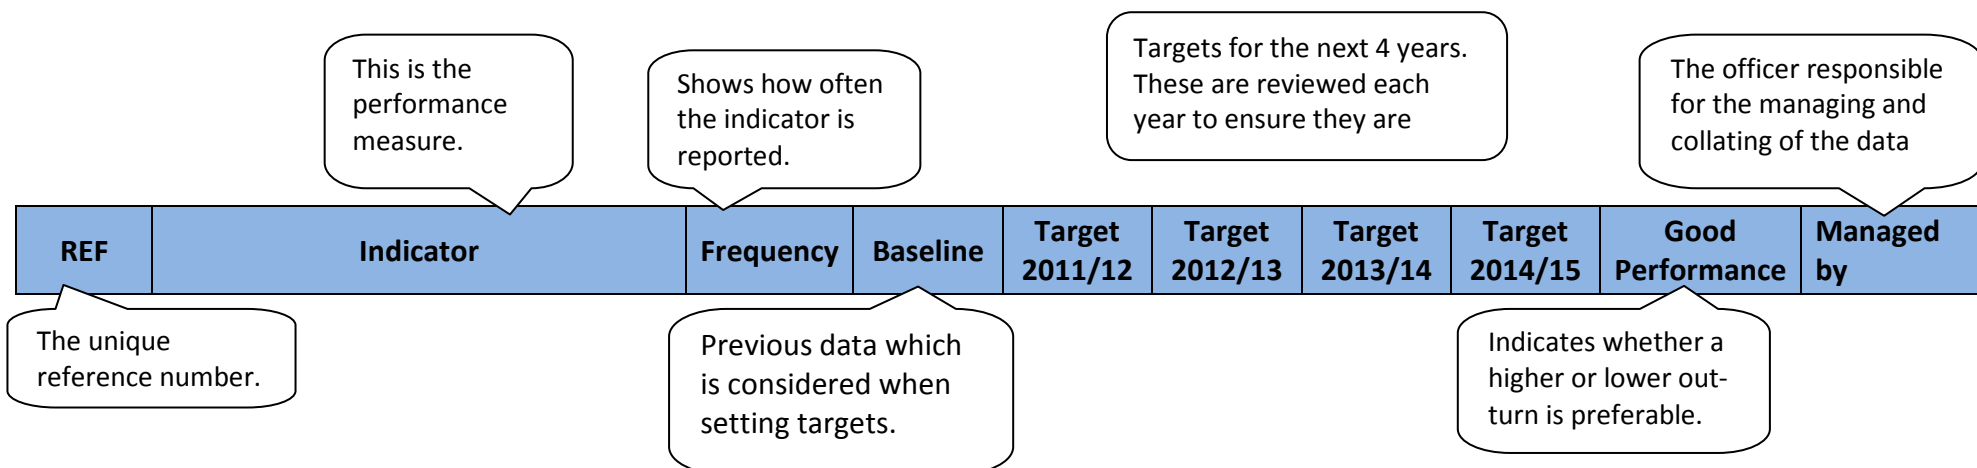 This is the
performance
measure.
Shows how often
the indicator is
reported.
Targets for the next 4 years.
These are reviewed each
year to ensure they are
The officer responsible
for the managing and
collating of the data
REF
Indicator
Frequency
Baseline
Target
2011/12
Target
2012/13
Target
2013/14
Target
2014/15
Good
Performance
Managed
by
The unique
reference number.
Previous data which
is considered when
setting targets.
Indicates whether a
higher or lower out-
turn is preferable.